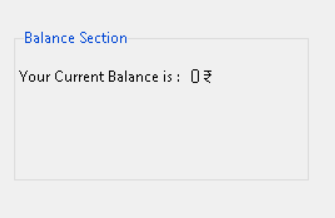 Balance Section
Your Current Balance is : 0 ₹